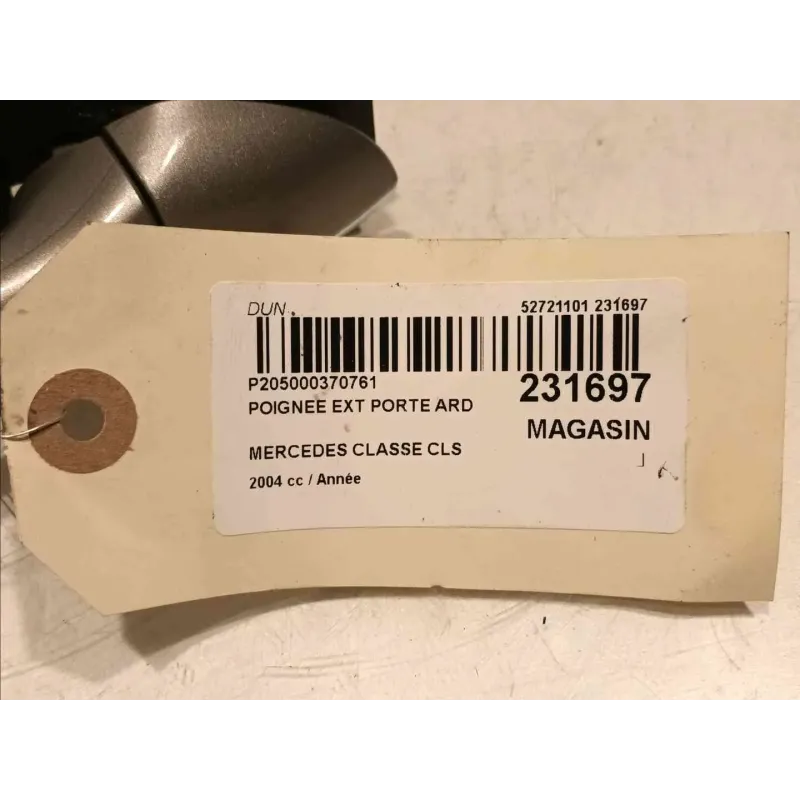 DUN. 52721101 231697
P205000370761 231697
POIGNEE EXT PORTE ARD
MAGASIN
MERCEDES CLASSE CLS
2004 cc / Année